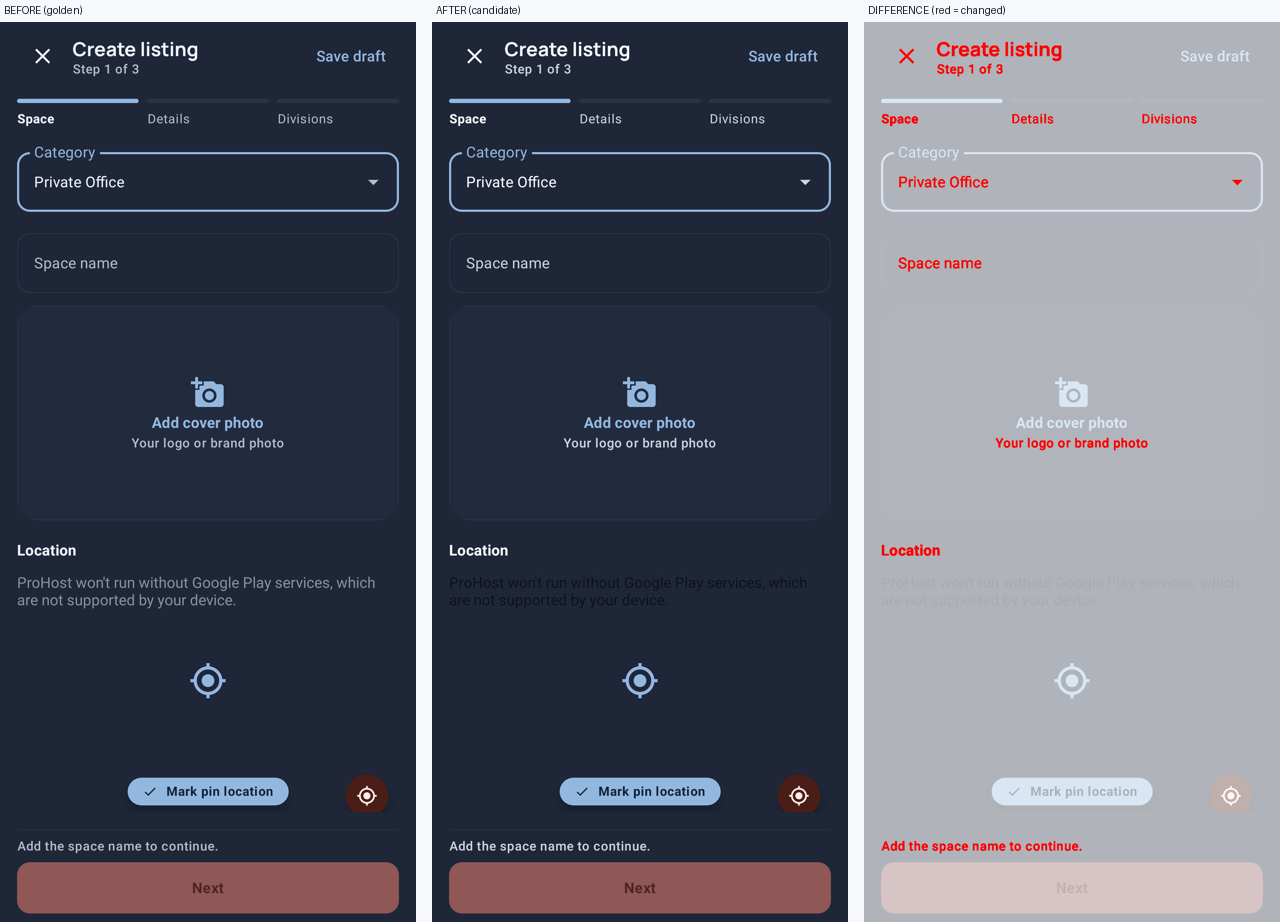 BEFORE (golden)
Create listing
Save draft
Step 1 of 3
Space Details Divisions
Category
Private Office
Space name
Add cover photo
Your logo or brand photo
Location
ProHost won't run without Google Play services, which
are not supported by your device.
Mark pin location
Add the space name to continue.
Next
AFTER (candidate)
Create listing
Save draft
Step 1 of 3
Space Details Divisions
Category
Private Office
Space name
Add cover photo
Your logo or brand photo
Location
ProHost won't run without Google Play services, which
are not supported by your device.
Mark pin location
Add the space name to continue.
Next
DIFFERENCE (red = changed)
Create listing
Save draft
Step 1 of 3
Space Details Divisions
Category
Private Office
Space name
Add cover photo
Your logo or brand photo
Location
ProHost won't run without Google Play services, which
are not supported by your device.
Mark pin location
Add the space name to continue.
Next